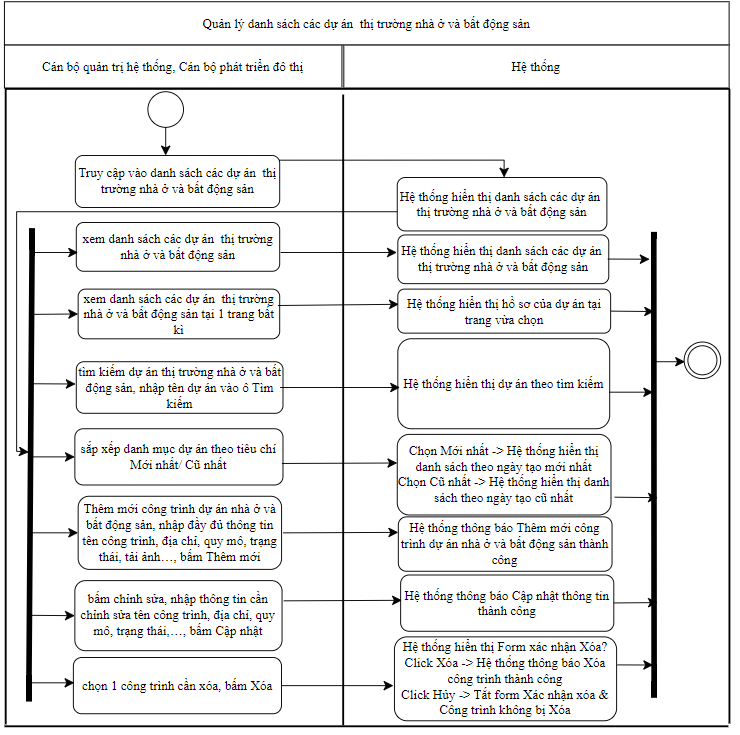 Quản lý danh sách các dự án thị trường nhà ở và bất động sản
Cán bộ quản trị hệ thống, Cán bộ phát triển đô thị
Hệ thống
Truy cập vào danh sách các dự án thị
trường nhà ở và bất động sản
Hệ thống hiển thị danh sách các dự án
thị trường nhà ở và bất động sản
xem danh sách các dự án thị trường
nhà ở và bất động sản
Hệ thống hiển thị danh sách các dự án
thị trường nhà ở và bất động sản
xem danh sách các dự án thị trường
nhà ở và bất động sản tại 1 trang bất
kì
Hệ thống hiển thị hồ sơ của dự án tại
trang vừa chọn
tìm kiếm dự án thị trường nhà ở và bất
động sản, nhập tên dự án vào ô Tìm
kiếm
Hệ thống hiển thị dự án theo tìm kiếm
sắp xếp danh mục dự án theo tiêu chí
Mới nhất/ Cũ nhất
Chọn Mới nhất -> Hệ thống hiển thị
danh sách theo ngày tạo mới nhất
Chọn Cũ nhất -> Hệ thống hiển thị danh
sách theo ngày tạo cũ nhất
Thêm mới công trình dự án nhà ở và
bất động sản, nhập đầy đủ thông tin
tên công trình, địa chỉ, quy mô, trạng
thái, tải ảnh…, bấm Thêm mới
Hệ thống thông báo Thêm mới công
trình dự án nhà ở và bất động sản thành
công
bấm chỉnh sửa, nhập thông tin cần
chỉnh sửa tên công trình, địa chỉ, quy
mô, trạng thái,…, bấm Cập nhật
Hệ thống thông báo Cập nhật thông tin
thành công
chọn 1 công trình cần xóa, bấm Xóa
Hệ thống hiển thị Form xác nhận Xóa?
Click Xóa -> Hệ thống thông báo Xóa
công trình thành công
Click Hủy -> Tắt form Xác nhận xóa &
Công trình không bị Xóa